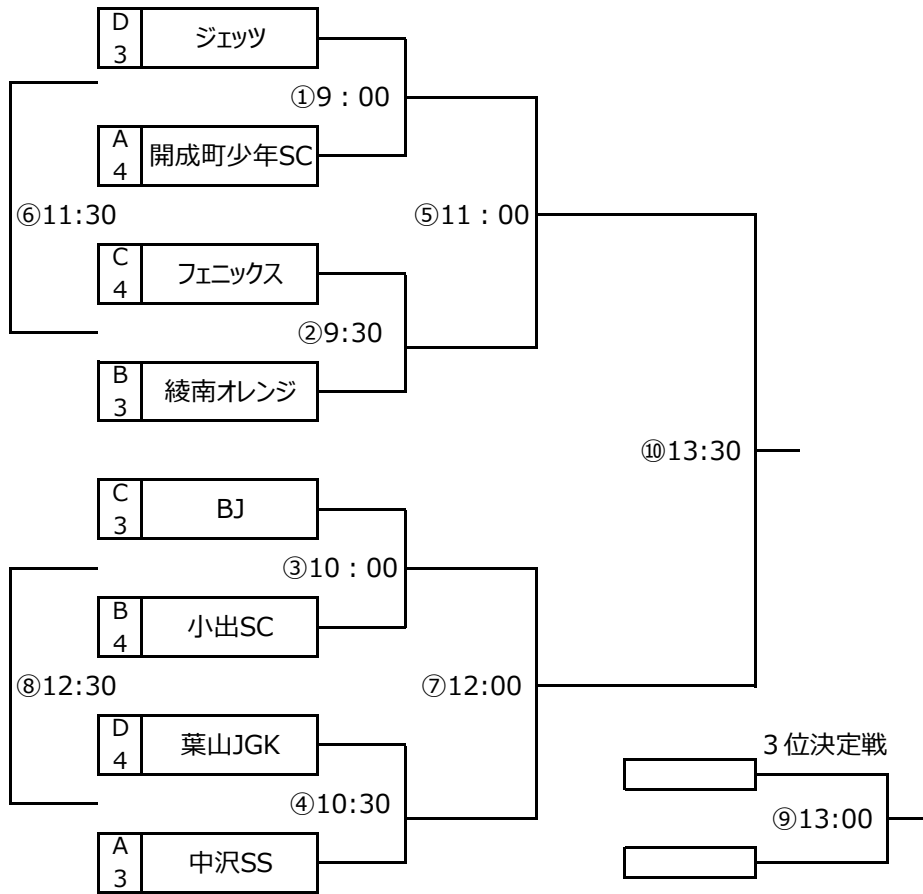 D
3
ジェッツ
①9：00
A
4
開成町少年SC
⑥11:30
⑤11：00
C
4
フェニックス
②9:30
B
3
綾南オレンジ
⑩13:30
C
3
BJ
③10：00
B
4
小出SC
⑧12:30
⑦12:00
D
4
葉山JGK
３位決定戦
④10:30
⑨13:00
A
3
中沢SS